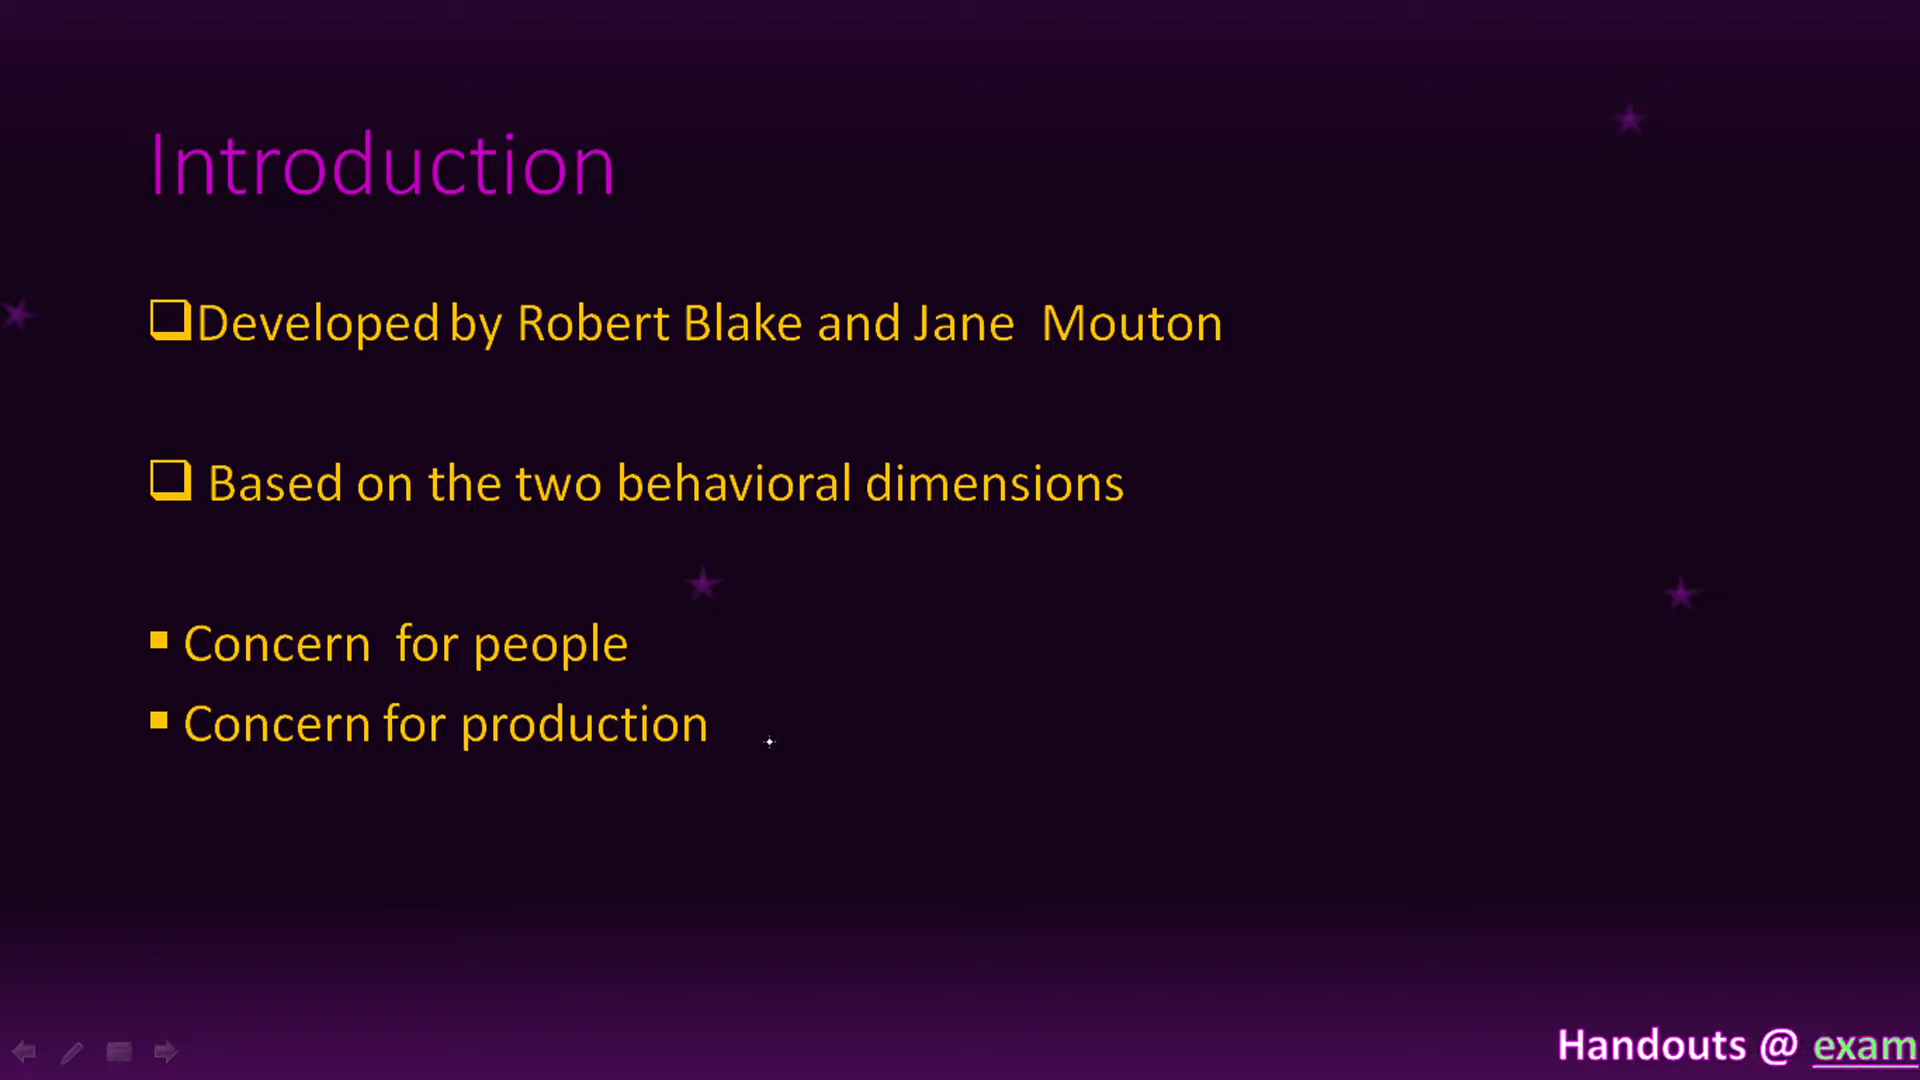 Introduction
Developed by Robert Blake and Jane Mouton
Based on the two behavioral dimensions
Concern for people
Concern for production
Handouts @ exam